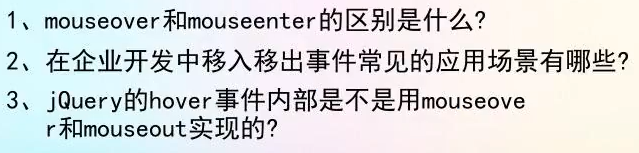 1、mouseover和mouseenter的区别是什么?
2、在企业开发中移入移出事件常见的应用场景有哪些?
3、jQuery的hover事件内部是不是用mouseove
r和mouseout实现的?